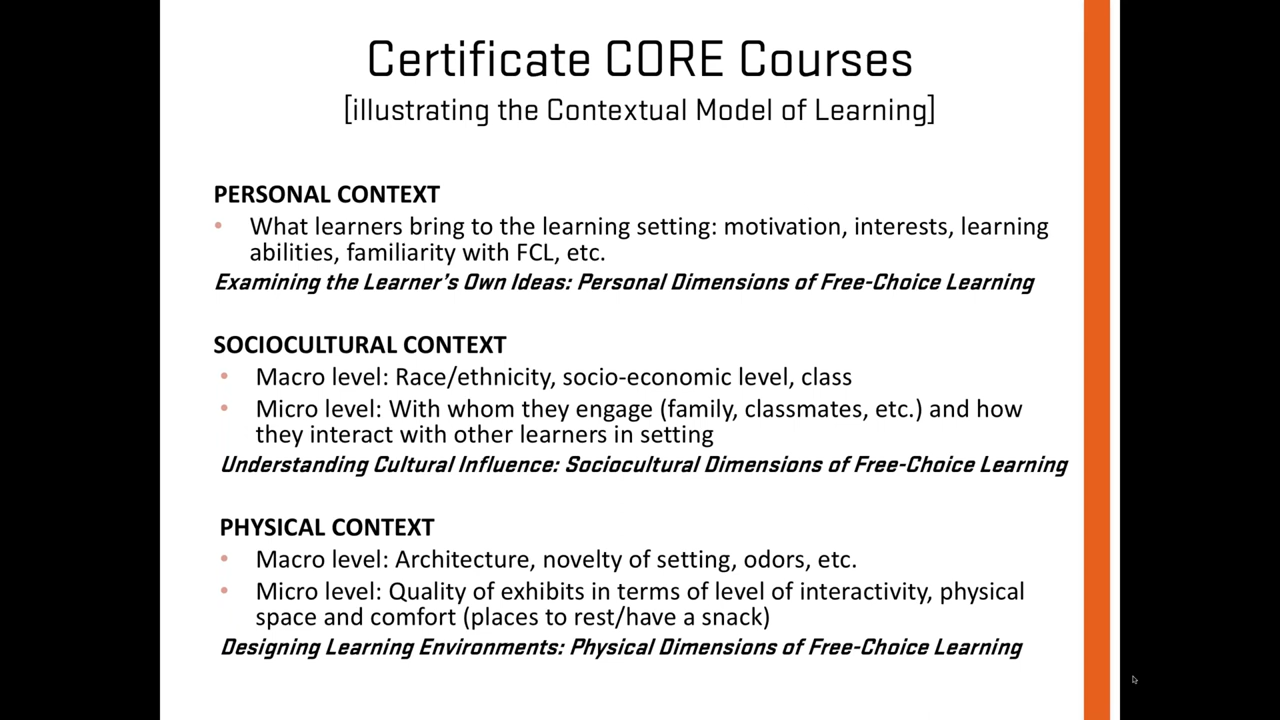 Certificate CORE Courses
[illustrating the Contextual Model of Learning]
PERSONAL CONTEXT
• What learners bring to the learning setting: motivation, interests, learning
abilities, familiarity with FCL, etc.
Examining the Learner’s Own Ideas: Personal Dimensions of Free-Choice Learning
SOCIOCULTURAL CONTEXT
• Macro level: Race/ethnicity, socio-economic level, class
• Micro level: With whom they engage (family, classmates, etc.) and how
they interact with other learners in setting
Understanding Cultural Influence: Sociocultural Dimensions of Free-Choice Learning
PHYSICAL CONTEXT
• Macro level: Architecture, novelty of setting, odors, etc.
• Micro level: Quality of exhibits in terms of level of interactivity, physical
space and comfort (places to rest/have a snack)
Designing Learning Environments: Physical Dimensions of Free-Choice Learning